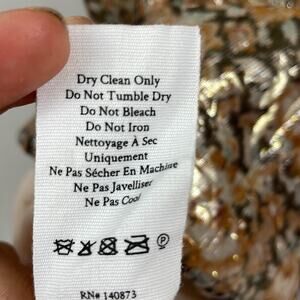 Dry Clean Only
Do Not Tumble Dry
Do Not Bleach
Do Not Iron
Nettoyage À Sec
Uniquement
Ne Pas Sécher En Machine
Ne Pas Javelliser
Ne Pas Cool
P
RN# 140873